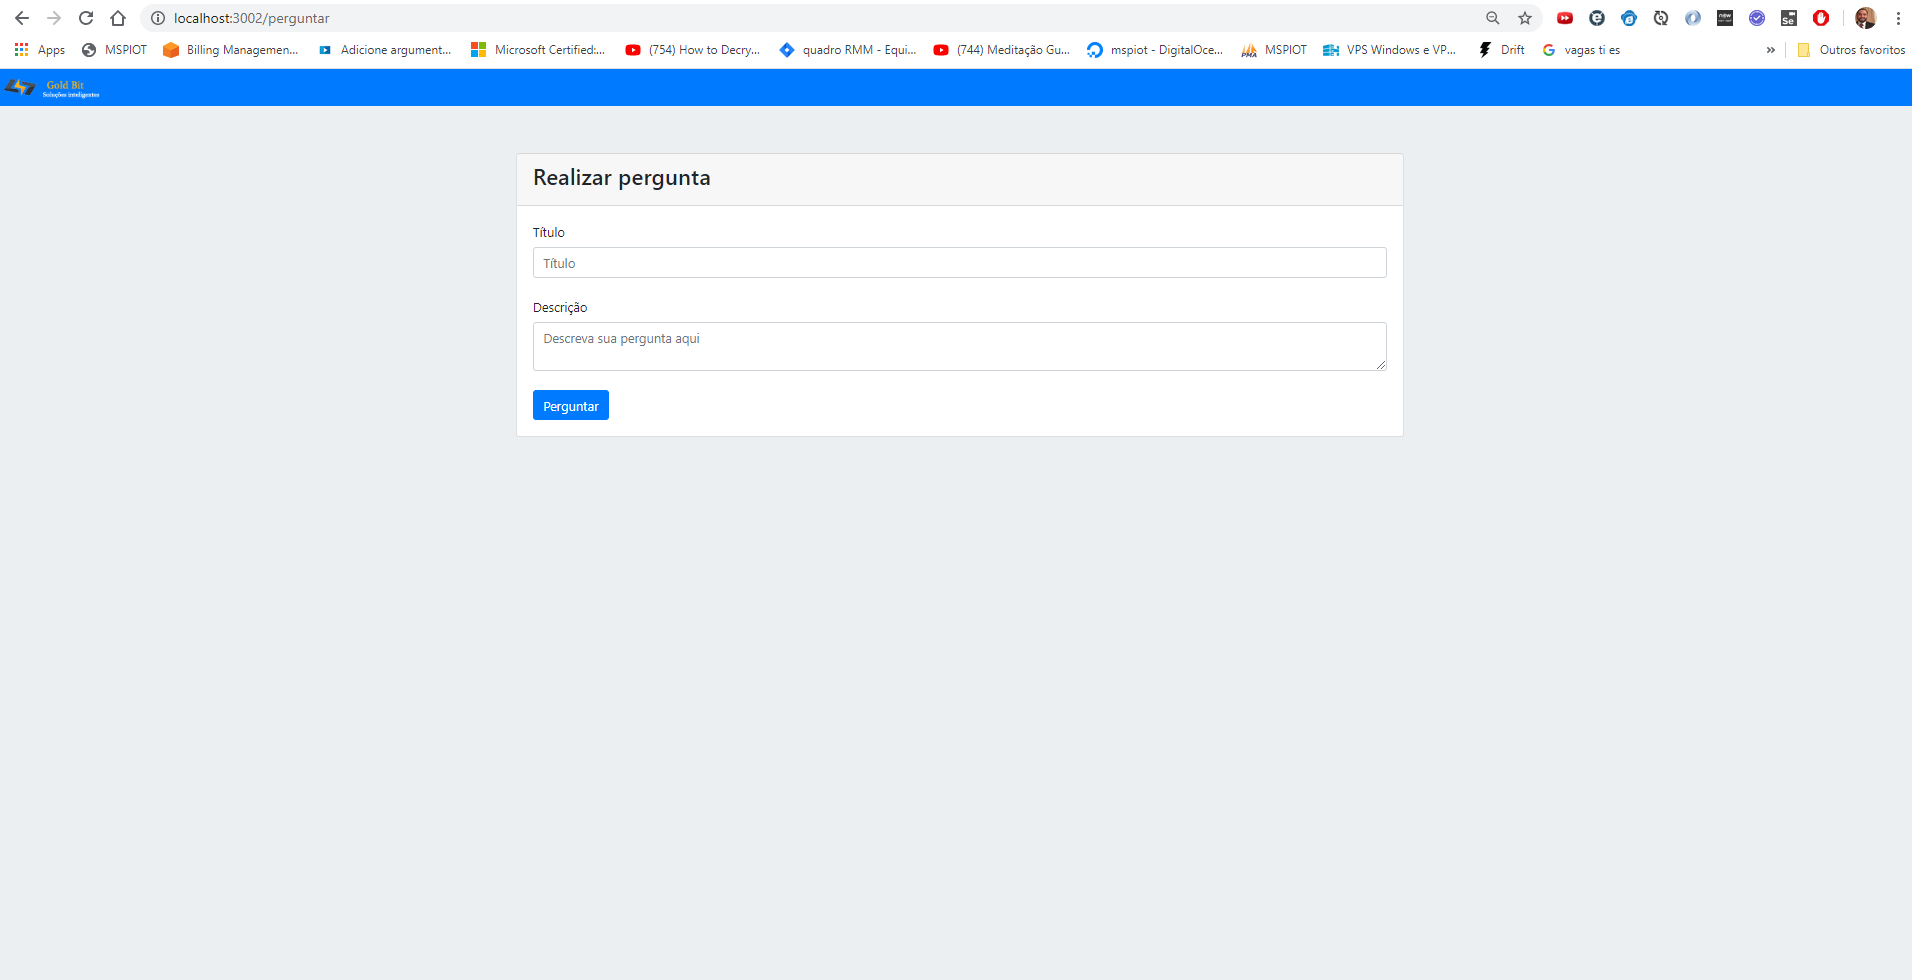 localhost:3002/perguntar
Apps MSPIOT Billing Managemen... Adicione argument... Microsoft Certified:... (754) How to Decry... quadro RMM - Equi... (744) Meditação Gu... mspiot - DigitalOce... PMA MSPIOT VPS Windows e VP... Drift vagas ti es » Outros favoritos
Gold Bit
Soluções inteligentes
Realizar pergunta
Título
Título
Descrição
Descreva sua pergunta aqui
Perguntar